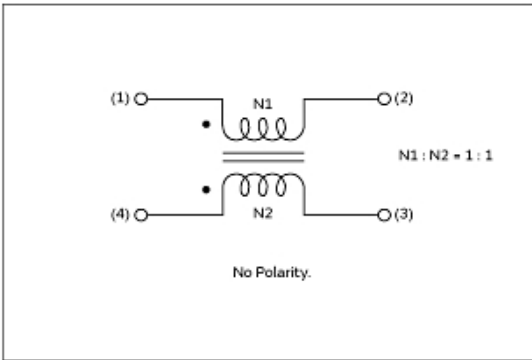 (1) N1 (2)
N1 : N2 = 1 : 1
(4) N2 (3)
No Polarity.